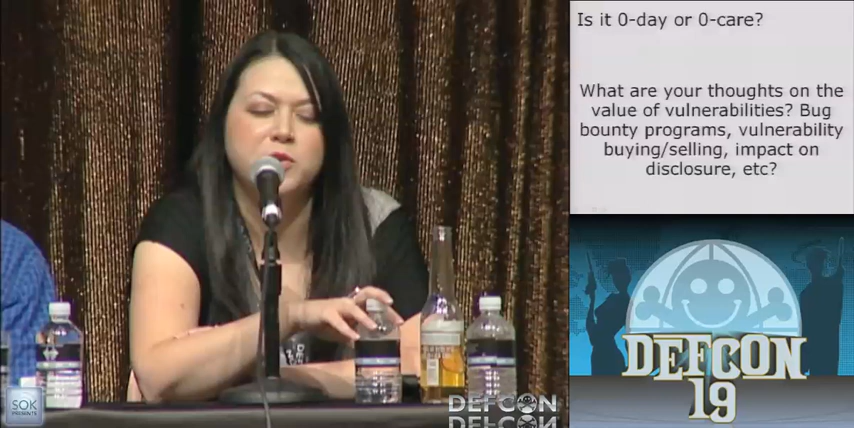 Is it 0-day or 0-care?
What are your thoughts on the
value of vulnerabilities? Bug
bounty programs, vulnerability
buying/selling, impact on
disclosure, etc?
DEFCON
19
DEFCON
SOK
PRESENTS